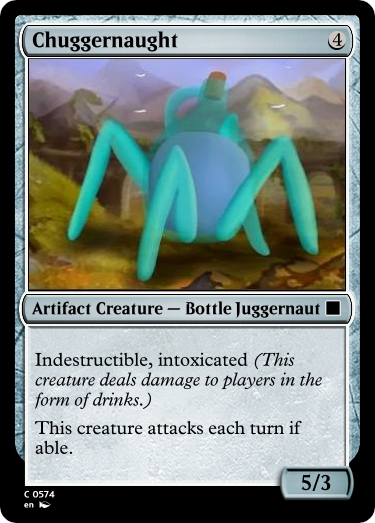 Chuggernaught 4
Artifact Creature — Bottle Juggernaut
Indestructible, intoxicated (This
creature deals damage to players in the
form of drinks.)
This creature attacks each turn if
able.
5/3
C 0574
en